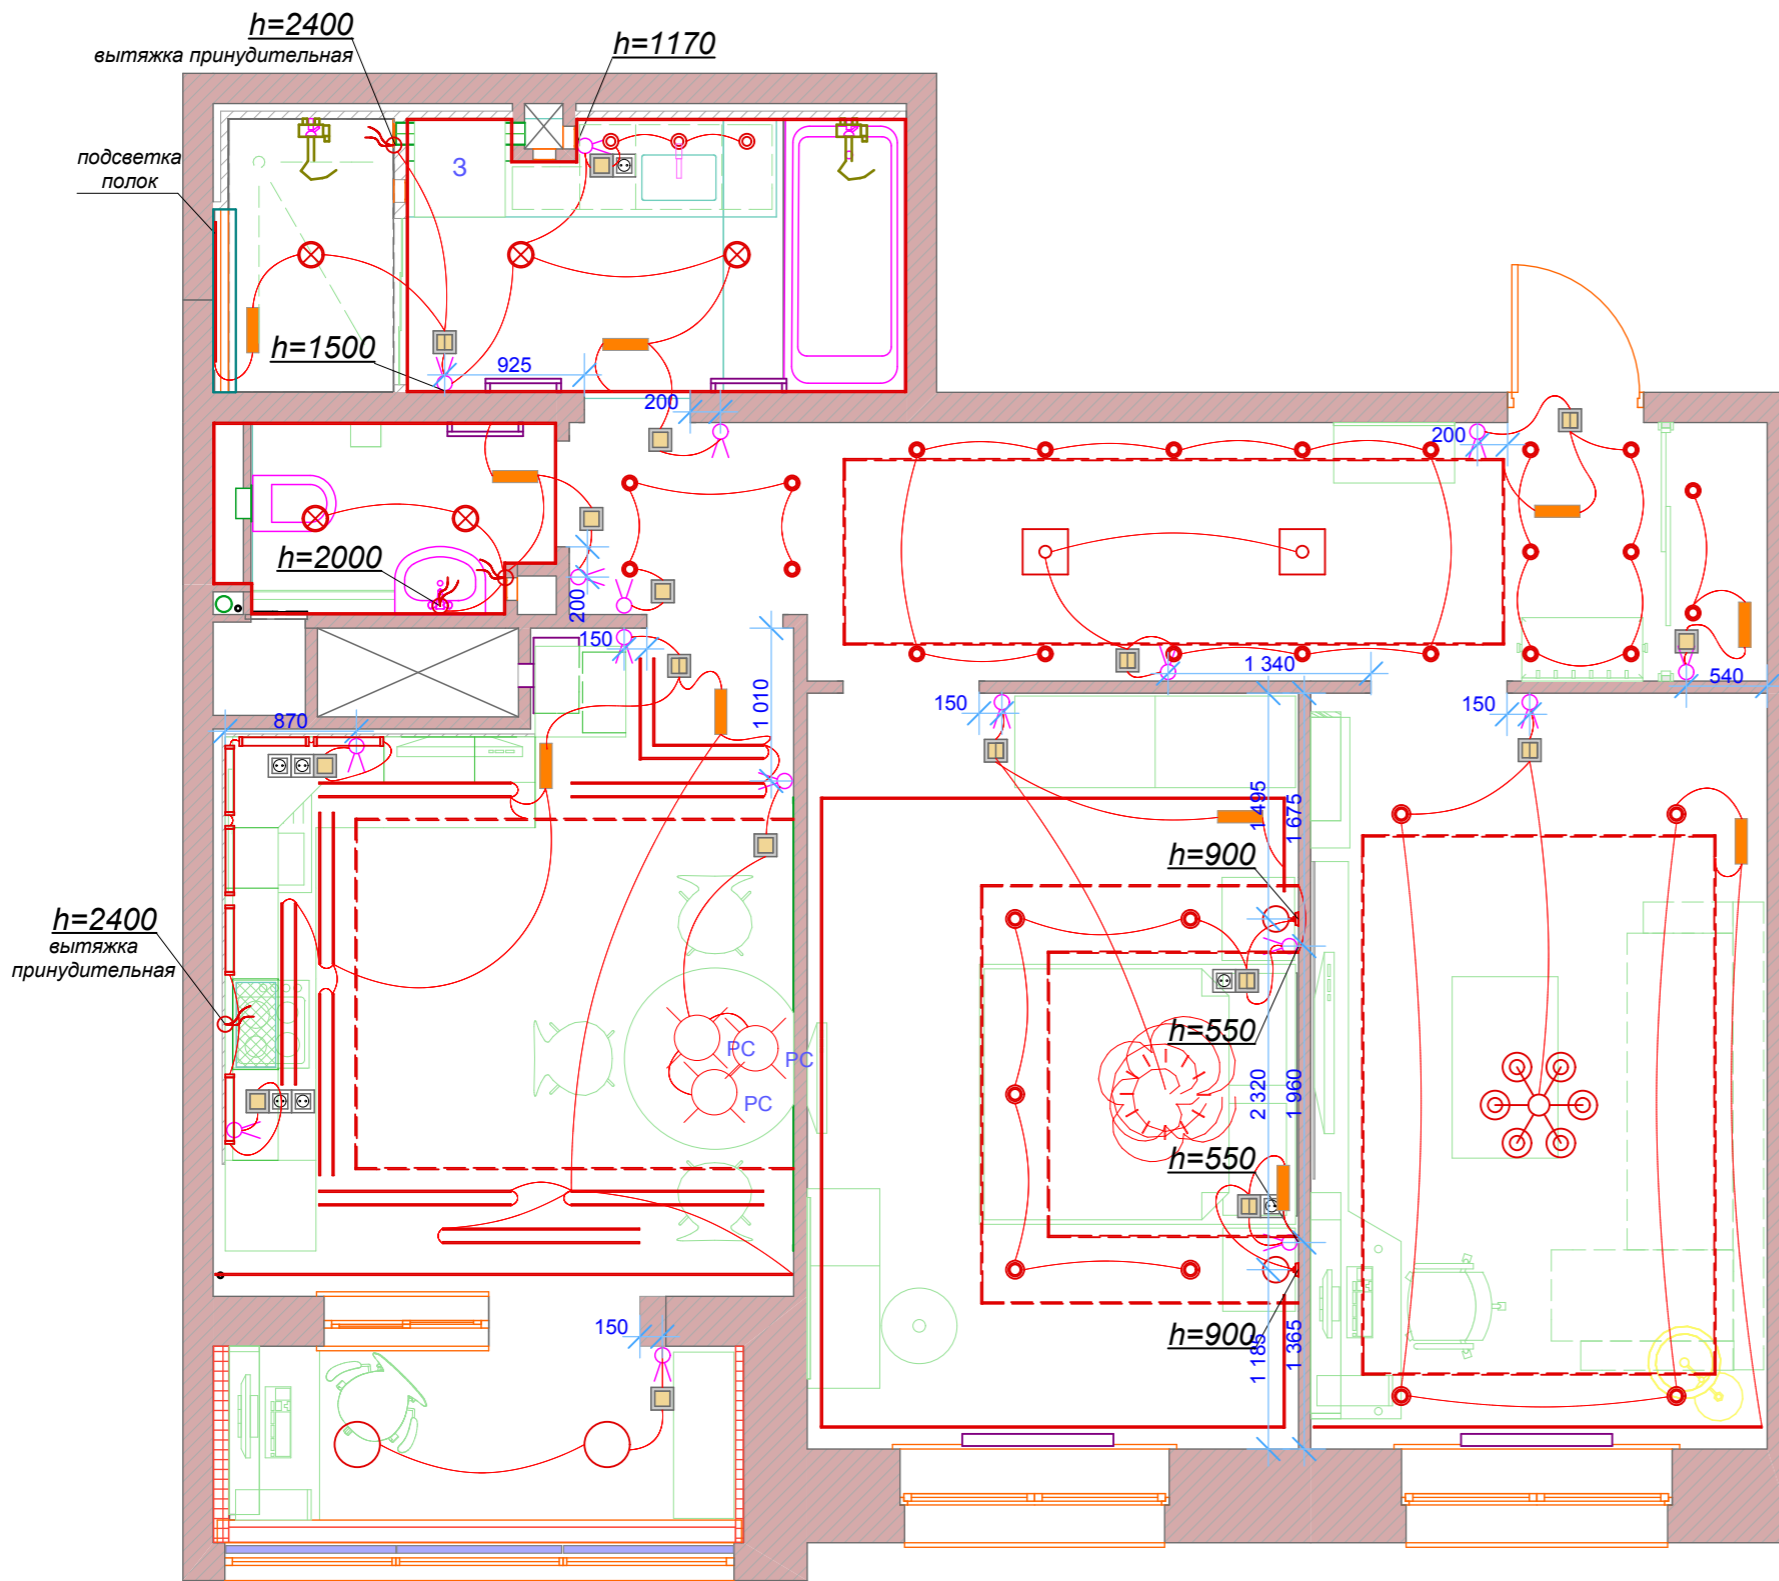 h=2400
вытяжка принудительная
h=1170
подсветка
полок
3
h=1500
925
200
200
h=2000
200
150
1 340
540
870
1 010
150
150
1 495
1 675
h=900
h=2400
вытяжка
принудительная
h=550
PC
PC
PC
2 320
1 960
h=550
150
h=900
1 185
1 365